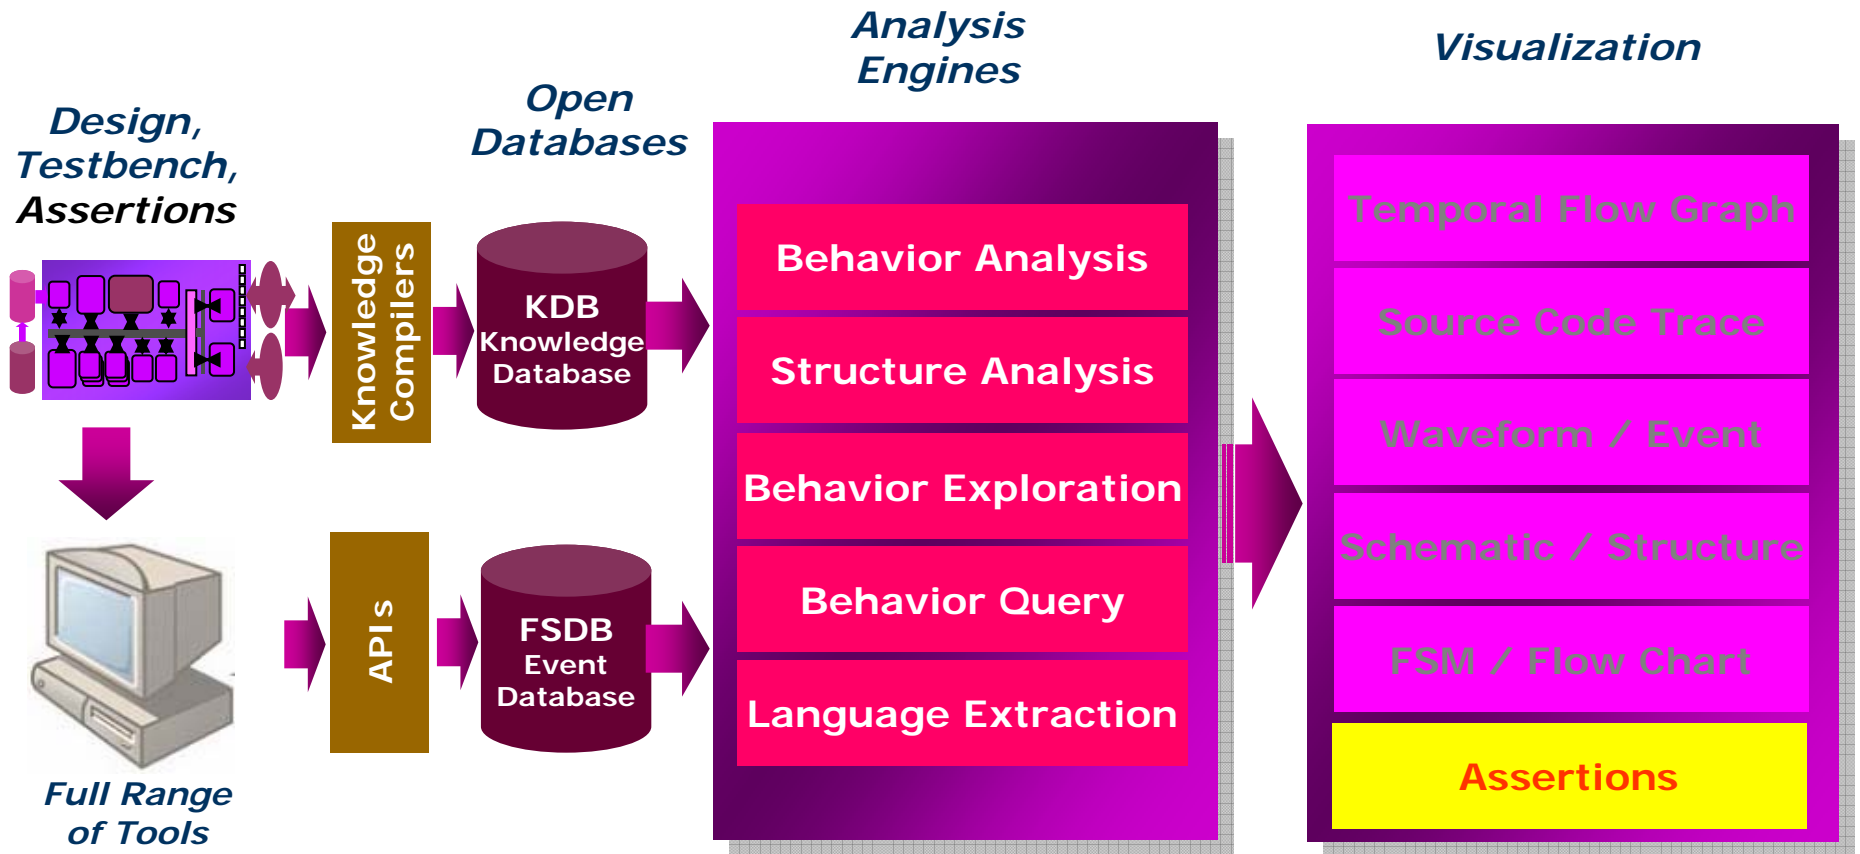 Design,
Testbench,
Assertions
Full Range
of Tools
Knowledge
Compilers
APIs
Open
Databases
KDB
Knowledge
Database
FSDB
Event
Database
Analysis
Engines
Behavior Analysis
Structure Analysis
Behavior Exploration
Behavior Query
Language Extraction
Visualization
Temporal Flow Graph
Source Code Trace
Waveform / Event
Schematic / Structure
FSM / Flow Chart
Assertions